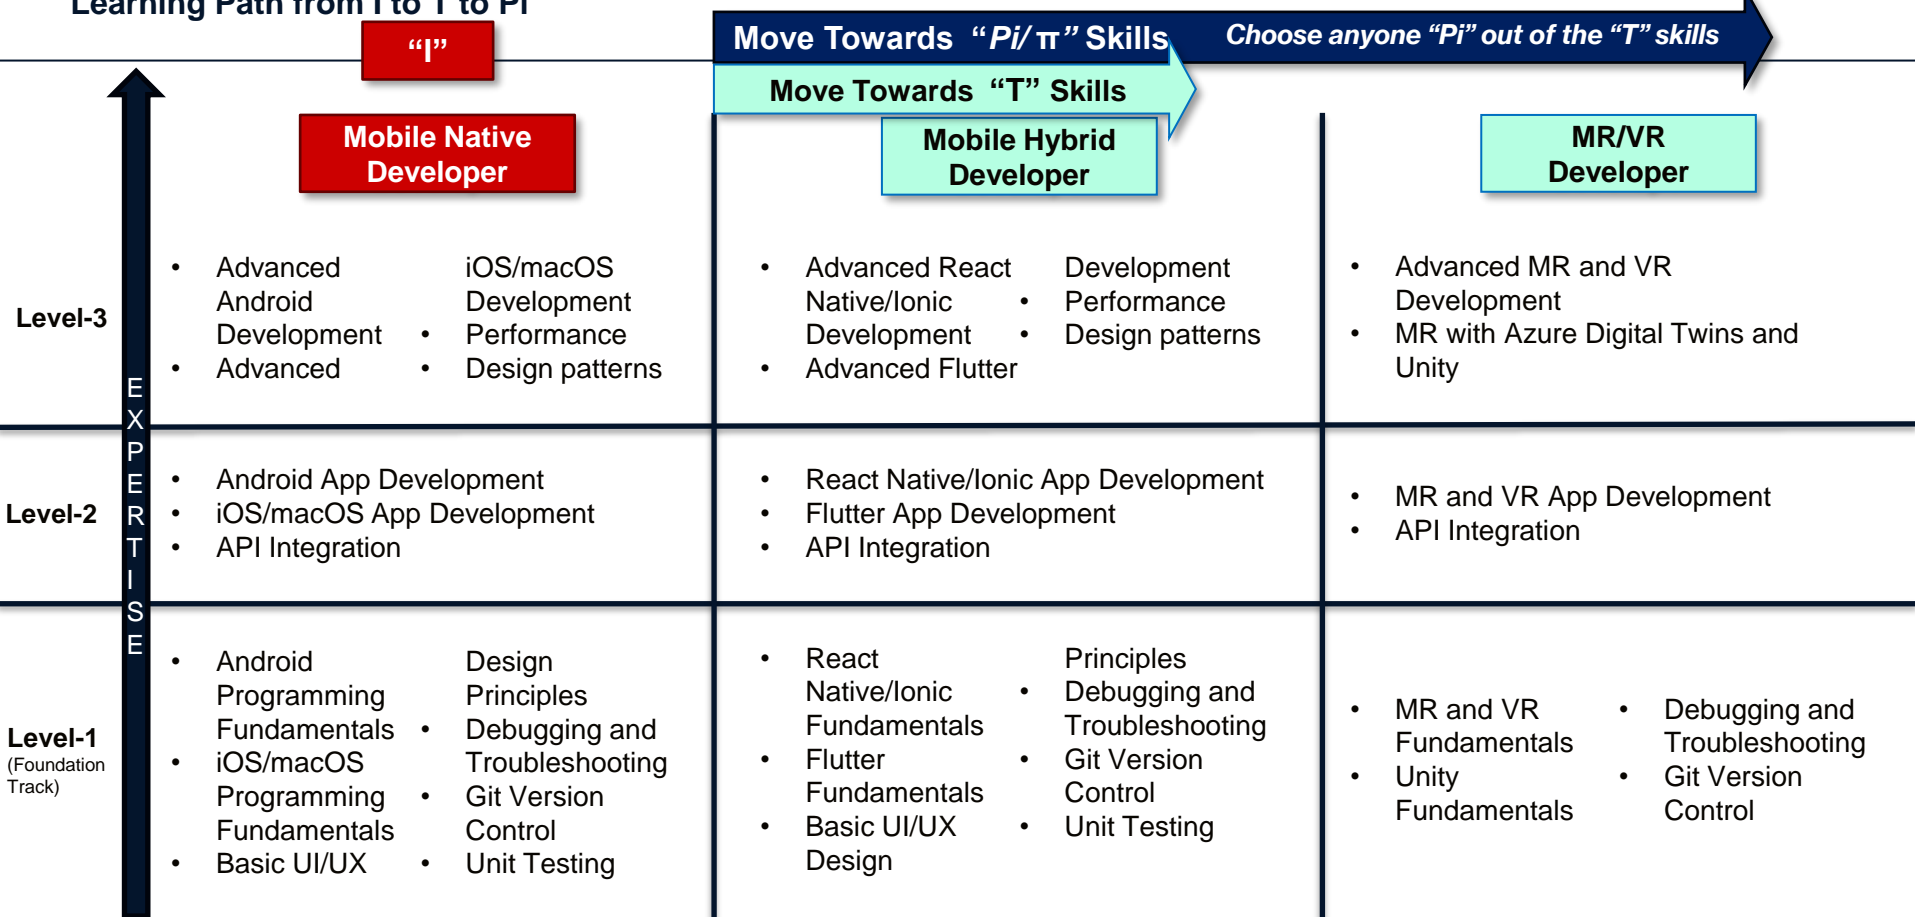 Learning Path from I to T to Pi
“I”
Move Towards “Pi/π” Skills
Choose anyone “Pi” out of the “T” skills
Move Towards “T” Skills
Mobile Native
Developer
Mobile Hybrid
Developer
MR/VR
Developer
EXPERTISE
Level-3
• Advanced
Android
Development
• Advanced
iOS/macOS
Development
• Performance
• Design patterns
• Advanced React
Native/Ionic
Development
• Advanced Flutter
Development
• Performance
• Design patterns
• Advanced MR and VR
Development
• MR with Azure Digital Twins and
Unity
Level-2
• Android App Development
• iOS/macOS App Development
• API Integration
• React Native/Ionic App Development
• Flutter App Development
• API Integration
• MR and VR App Development
• API Integration
Level-1
(Foundation
Track)
• Android
Programming
Fundamentals
• iOS/macOS
Programming
Fundamentals
• Basic UI/UX
Design
Principles
• Debugging and
Troubleshooting
• Git Version
Control
• Unit Testing
• React
Native/Ionic
Fundamentals
• Flutter
Fundamentals
• Basic UI/UX
Design
Principles
• Debugging and
Troubleshooting
• Git Version
Control
• Unit Testing
• MR and VR
Fundamentals
• Unity
Fundamentals
• Debugging and
Troubleshooting
• Git Version
Control